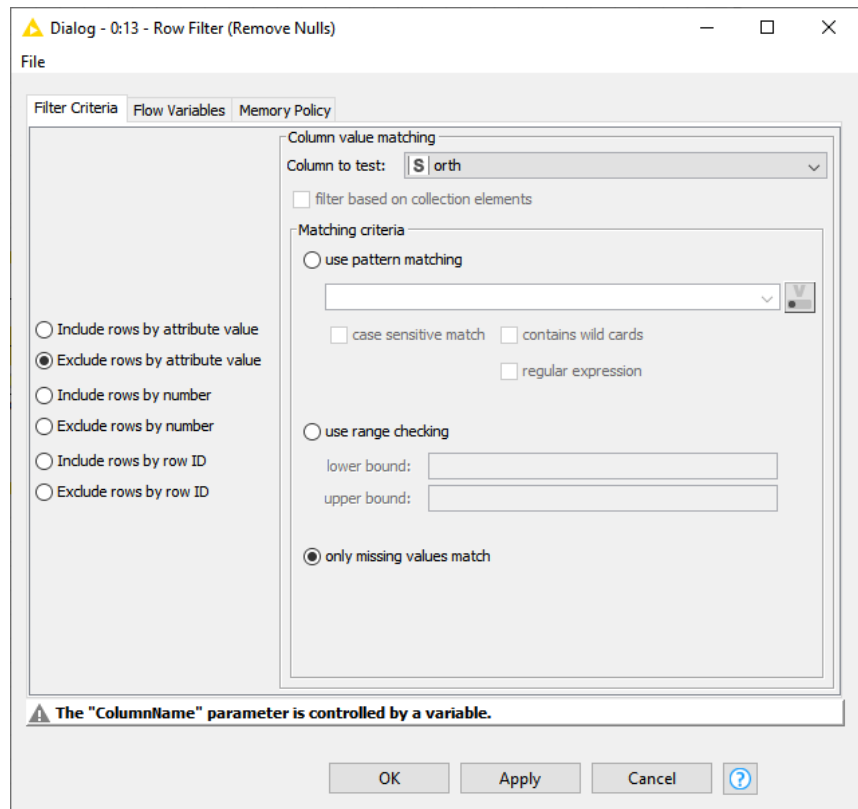 Dialog - 0:13 - Row Filter (Remove Nulls)
File
Filter Criteria Flow Variables Memory Policy
Column value matching
Column to test: S orth
filter based on collection elements
Matching criteria
use pattern matching
V
case sensitive match contains wild cards
regular expression
Include rows by attribute value
Exclude rows by attribute value
Include rows by number
Exclude rows by number
Include rows by row ID
Exclude rows by row ID
use range checking
lower bound:
upper bound:
only missing values match
The "ColumnName" parameter is controlled by a variable.
OK Apply Cancel ?